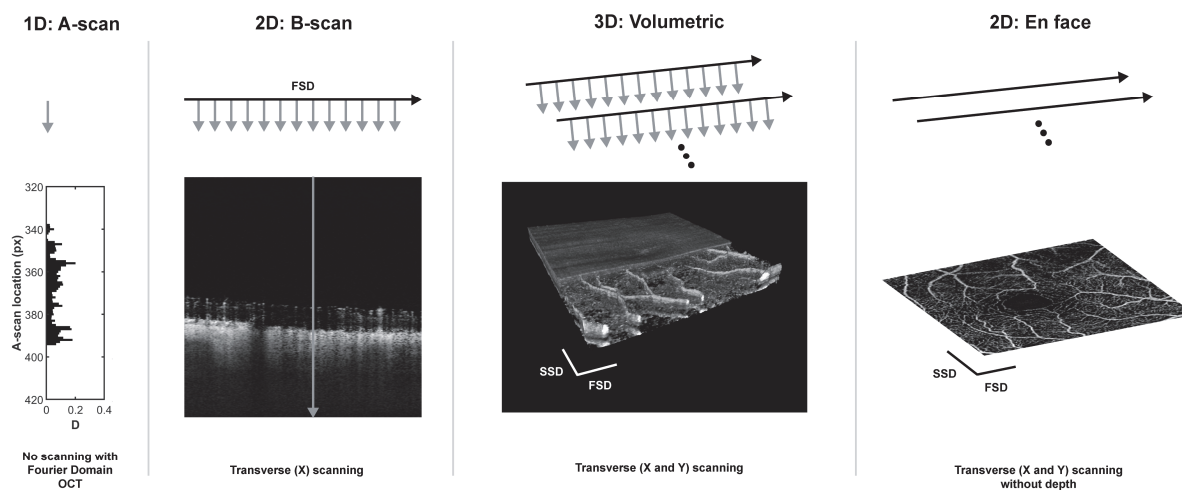 1D: A-scan
2D: B-scan
3D: Volumetric
2D: En face
FSD
320
340
360
380
400
420
A-scan location (px)
0
0.2
0.4
D
SSD
FSD
SSD
FSD
No scanning with
Fourier Domain
OCT
Transverse (X) scanning
Transverse (X and Y) scanning
Transverse (X and Y) scanning
without depth